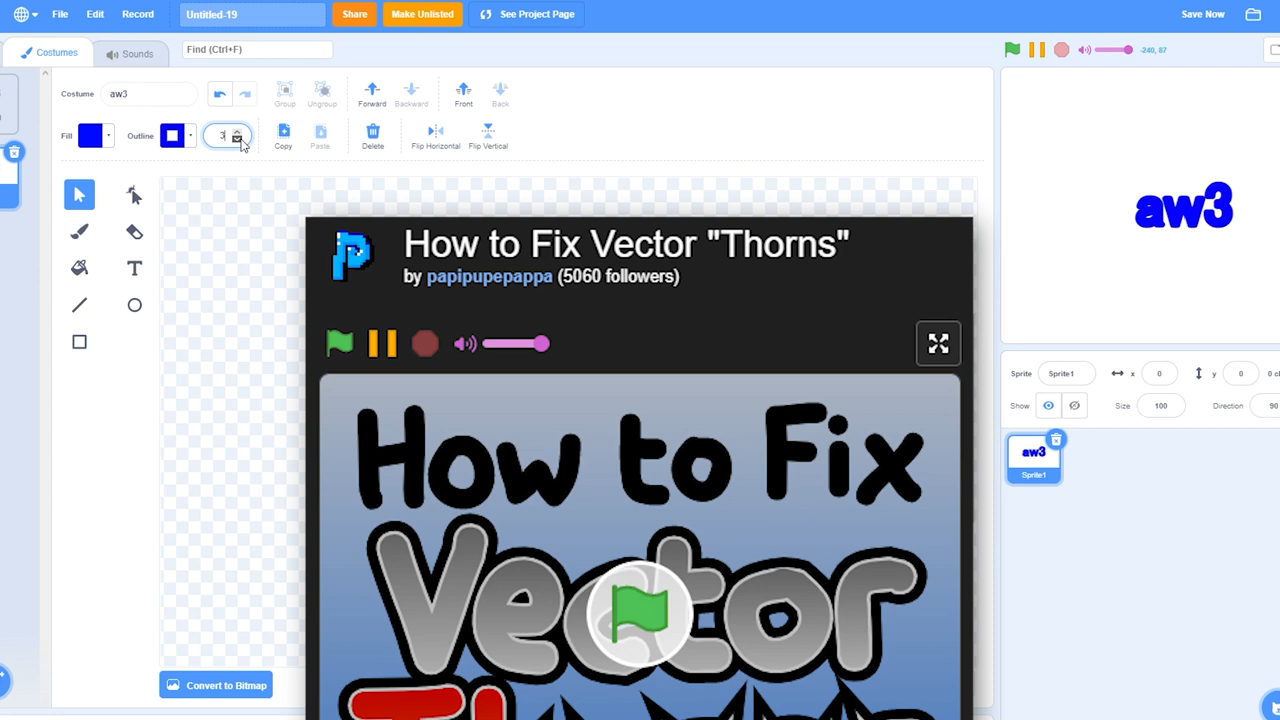 File Edit Record Untitled-19 Share Make Unlisted See Project Page Save Now
Costumes Sounds Find (Ctrl+F)
-240, 87
Costume aw3 Group Ungroup Forward Backward Front Back
Fill Outline 3 Copy Paste Delete Flip Horizontal Flip Vertical
aw3
How to Fix Vector "Thorns"
by papipupepappa (5060 followers)
How to Fix
Vector
Convert to Bitmap
Sprite Sprite1 x 0 y 0
Show Size 100 Direction 90
aw3
Sprite1